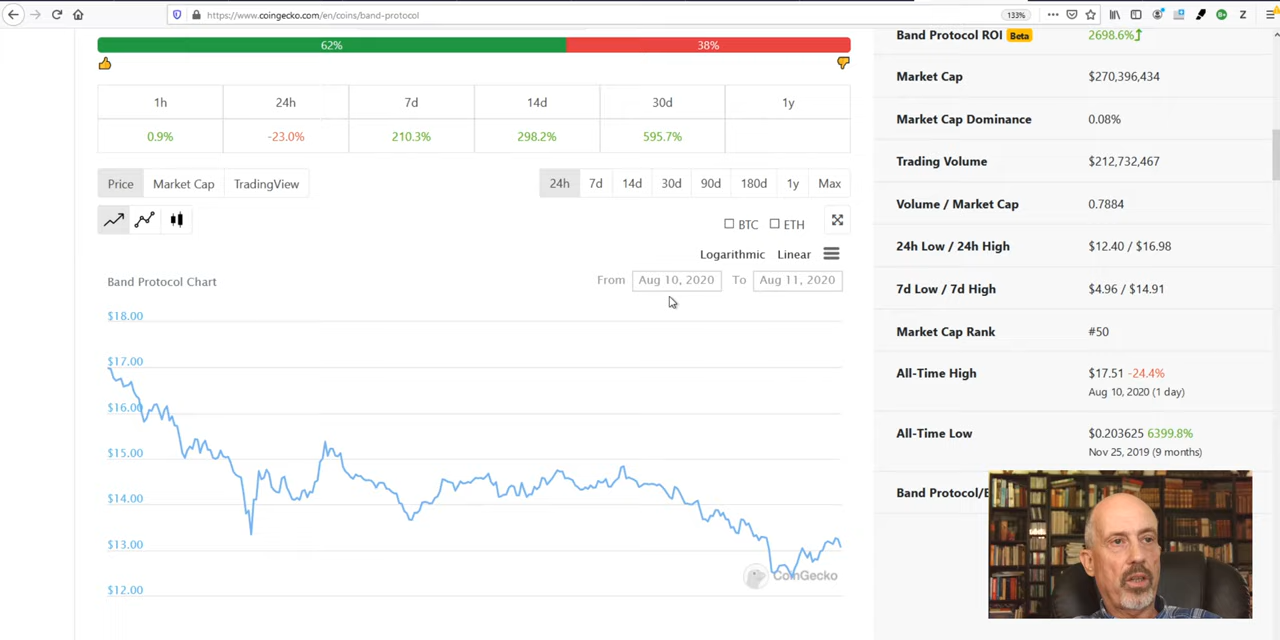 https://www.coingecko.com/en/coins/band-protocol
133%
62%
38%
1h 24h 7d 14d 30d 1y
0.9% -23.0% 210.3% 298.2% 595.7%
Price Market Cap TradingView
24h 7d 14d 30d 90d 180d 1y Max
BTC ETH
Logarithmic Linear
Band Protocol Chart
From Aug 10, 2020 To Aug 11, 2020
$18.00
$17.00
$16.00
$15.00
$14.00
$13.00
$12.00
CoinGecko
Band Protocol ROI Beta 2698.6%
Market Cap $270,396,434
Market Cap Dominance 0.08%
Trading Volume $212,732,467
Volume / Market Cap 0.7884
24h Low / 24h High $12.40 / $16.98
7d Low / 7d High $4.96 / $14.91
Market Cap Rank #50
All-Time High $17.51 -24.4%
Aug 10, 2020 (1 day)
All-Time Low $0.203625 6399.8%
Nov 25, 2019 (9 months)
Band Protocol/